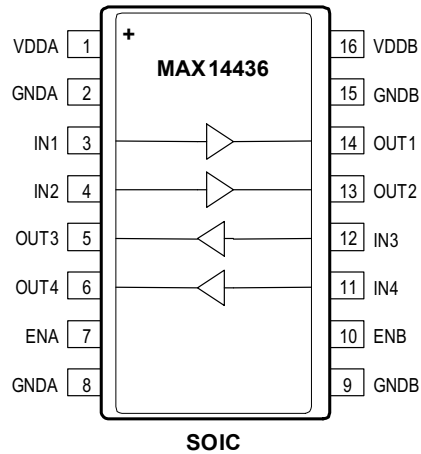 +
MAX14436
VDDA 1 16 VDDB
GNDA 2 15 GNDB
IN1 3 14 OUT1
IN2 4 13 OUT2
OUT3 5 12 IN3
OUT4 6 11 IN4
ENA 7 10 ENB
GNDA 8 9 GNDB
SOIC